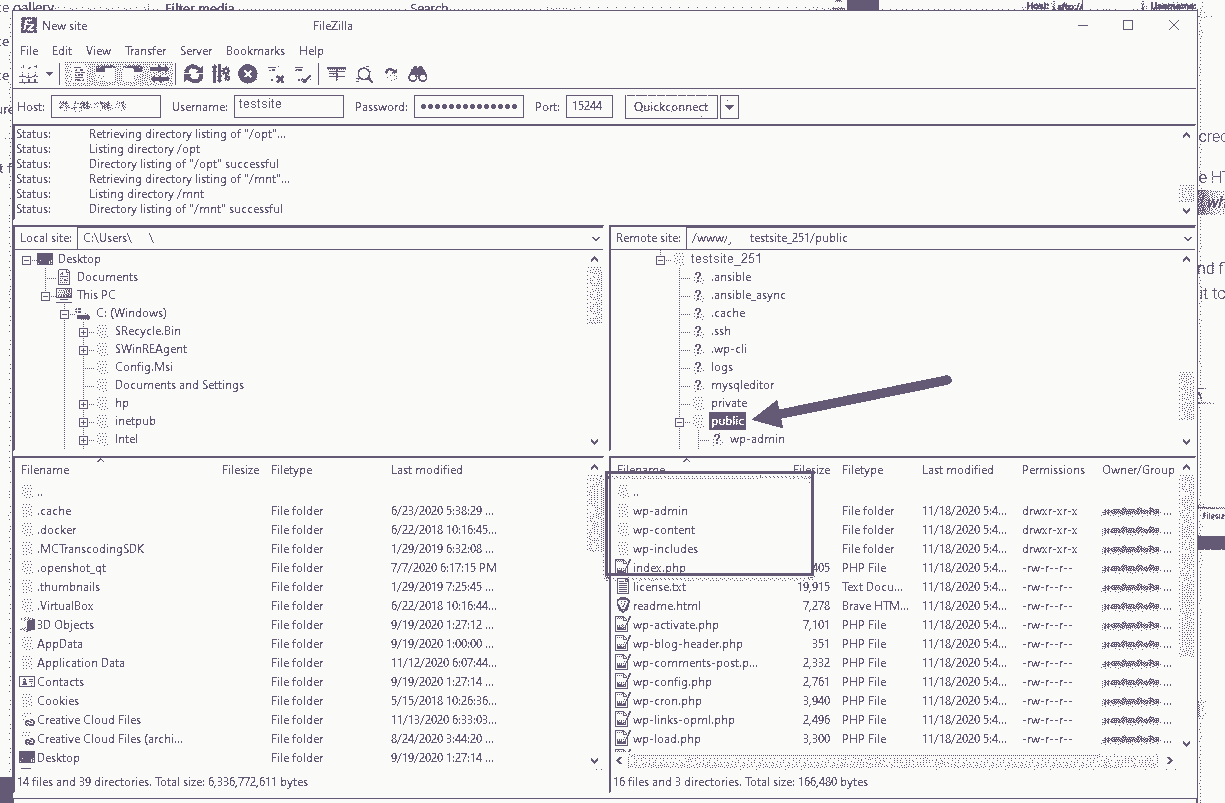 gallery Filter media Search Host: sftp:// Username:
New site FileZilla
File Edit View Transfer Server Bookmarks Help
Host: Username: testsite Password: •••••••••••••• Port: 15244 Quickconnect
Status: Retrieving directory listing of "/opt"...
Status: Listing directory /opt
Status: Directory listing of "/opt" successful
Status: Retrieving directory listing of "/mnt"...
Status: Listing directory /mnt
Status: Directory listing of "/mnt" successful
Local site: C:\Users\ \
Desktop
Documents
This PC
C: (Windows)
SRecycle.Bin
SWinREAgent
Config.Msi
Documents and Settings
hp
inetpub
Intel
Remote site: /www/ testsite_251/public
testsite_251
? .ansible
? .ansible_async
? .cache
? .ssh
? .wp-cli
? logs
? mysqleditor
private
public
? wp-admin
Filename Filesize Filetype Last modified
..
.cache File folder 6/23/2020 5:38:29 ...
.docker File folder 6/22/2018 10:16:45...
.MCTranscodingSDK File folder 1/29/2019 6:32:08 ...
.openshot_qt File folder 7/7/2020 6:17:15 PM
.thumbnails File folder 1/29/2019 7:25:45 ...
.VirtualBox File folder 6/22/2018 10:16:44...
3D Objects File folder 9/19/2020 1:27:12 ...
AppData File folder 9/19/2020 1:00:00 ...
Application Data File folder 11/12/2020 6:07:44...
Contacts File folder 9/19/2020 1:27:14 ...
Cookies File folder 5/15/2018 10:26:36...
Creative Cloud Files File folder 11/13/2020 6:33:03...
Creative Cloud Files (archi... File folder 8/24/2020 3:44:20 ...
Desktop File folder 9/19/2020 1:27:14 ...
14 files and 39 directories. Total size: 6,336,772,611 bytes
Filename Filesize Filetype Last modified Permissions Owner/Group
..
wp-admin File folder 11/18/2020 5:4... drwxr-xr-x
wp-content File folder 11/18/2020 5:4... drwxr-xr-x
wp-includes File folder 11/18/2020 5:4... drwxr-xr-x
index.php 405 PHP File 11/18/2020 5:4... -rw-r--r--
license.txt 19,915 Text Docu... 11/18/2020 5:4... -rw-r--r--
readme.html 7,278 Brave HTM... 11/18/2020 5:4... -rw-r--r--
wp-activate.php 7,101 PHP File 11/18/2020 5:4... -rw-r--r--
wp-blog-header.php 351 PHP File 11/18/2020 5:4... -rw-r--r--
wp-comments-post.p... 2,332 PHP File 11/18/2020 5:4... -rw-r--r--
wp-config.php 2,761 PHP File 11/18/2020 5:4... -rw-r--r--
wp-cron.php 3,940 PHP File 11/18/2020 5:4... -rw-r--r--
wp-links-opml.php 2,496 PHP File 11/18/2020 5:4... -rw-r--r--
wp-load.php 3,300 PHP File 11/18/2020 5:4... -rw-r--r--
16 files and 3 directories. Total size: 166,480 bytes